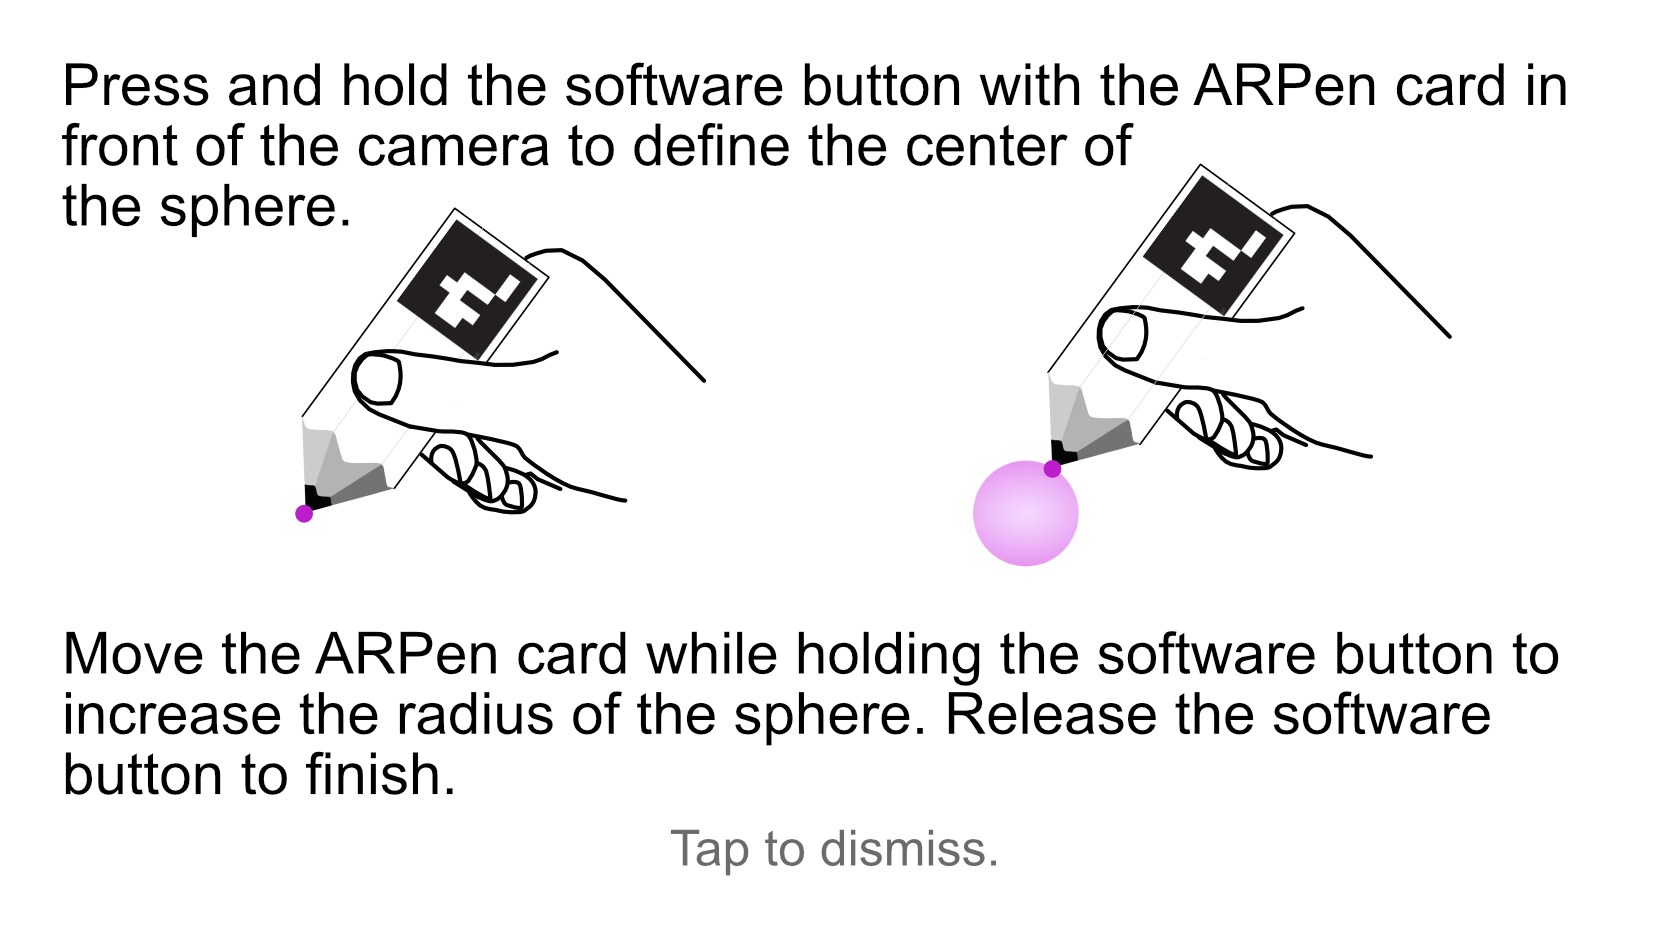 Press and hold the software button with the ARPen card in
front of the camera to define the center of
the sphere.
Move the ARPen card while holding the software button to
increase the radius of the sphere. Release the software
button to finish.
Tap to dismiss.